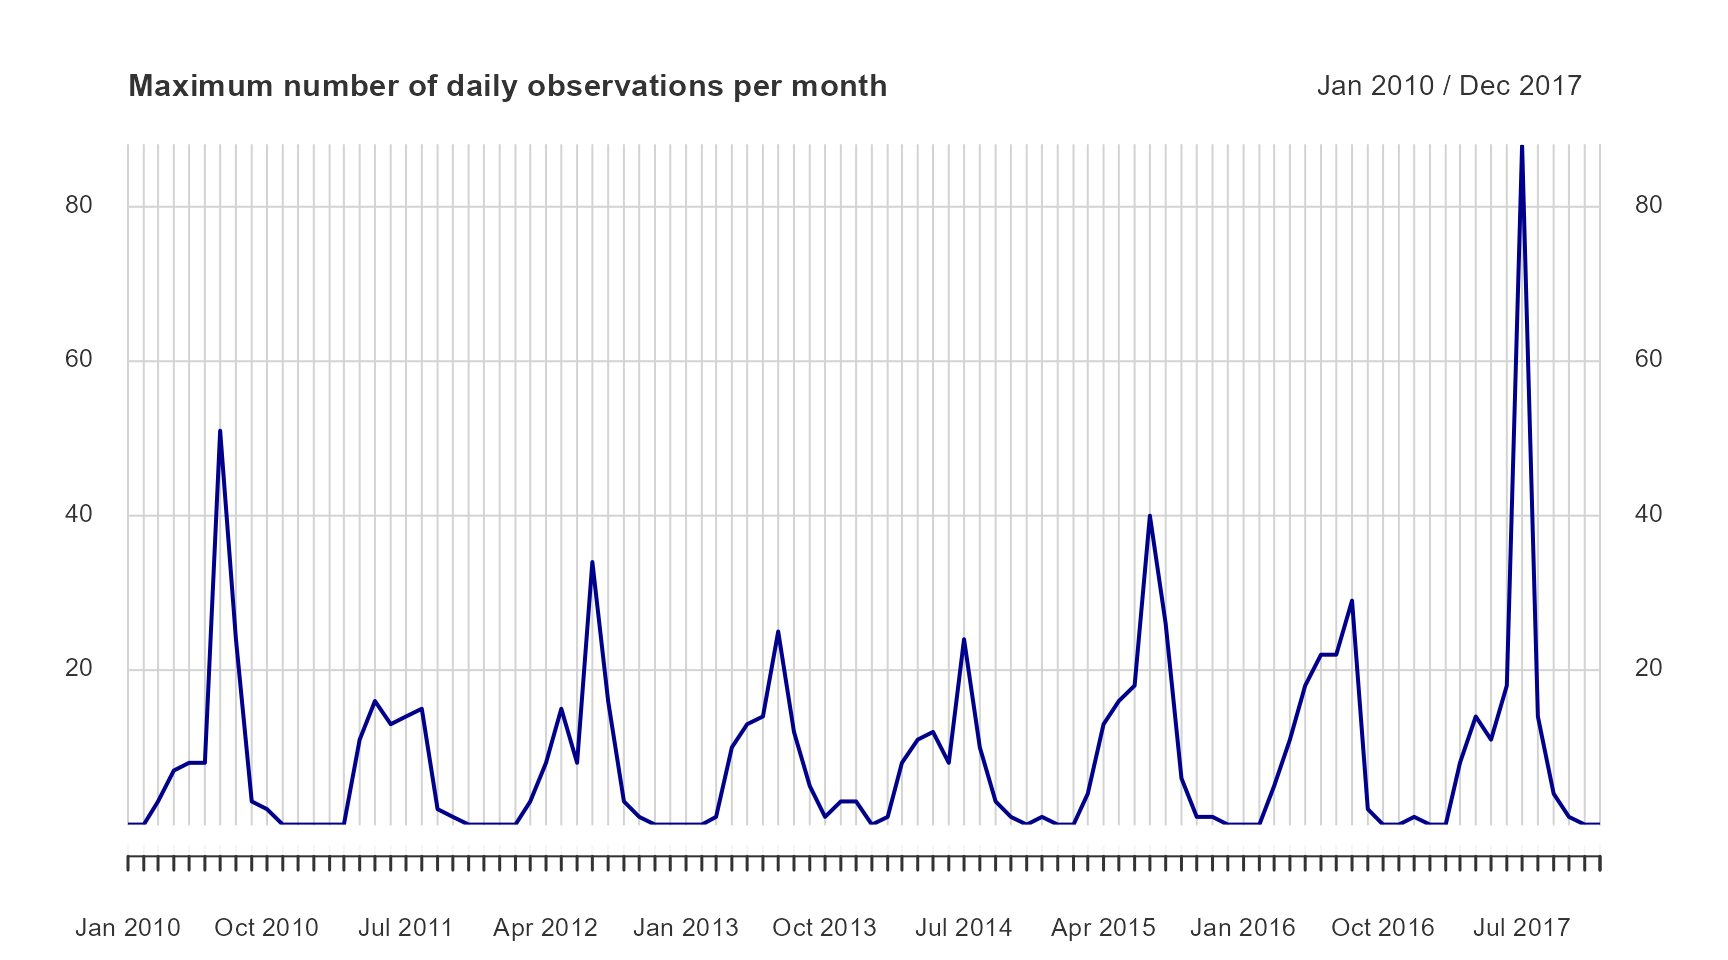 Maximum number of daily observations per month
Jan 2010 / Dec 2017
80 80
60 60
40 40
20 20
Jan 2010 Oct 2010 Jul 2011 Apr 2012 Jan 2013 Oct 2013 Jul 2014 Apr 2015 Jan 2016 Oct 2016 Jul 2017